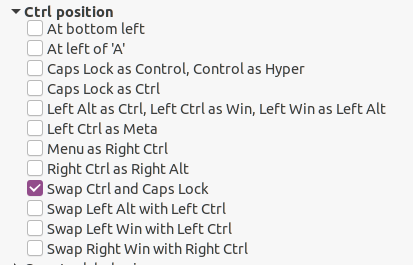 Ctrl position
At bottom left
At left of 'A'
Caps Lock as Control, Control as Hyper
Caps Lock as Ctrl
Left Alt as Ctrl, Left Ctrl as Win, Left Win as Left Alt
Left Ctrl as Meta
Menu as Right Ctrl
Right Ctrl as Right Alt
Swap Ctrl and Caps Lock
Swap Left Alt with Left Ctrl
Swap Left Win with Left Ctrl
Swap Right Win with Right Ctrl